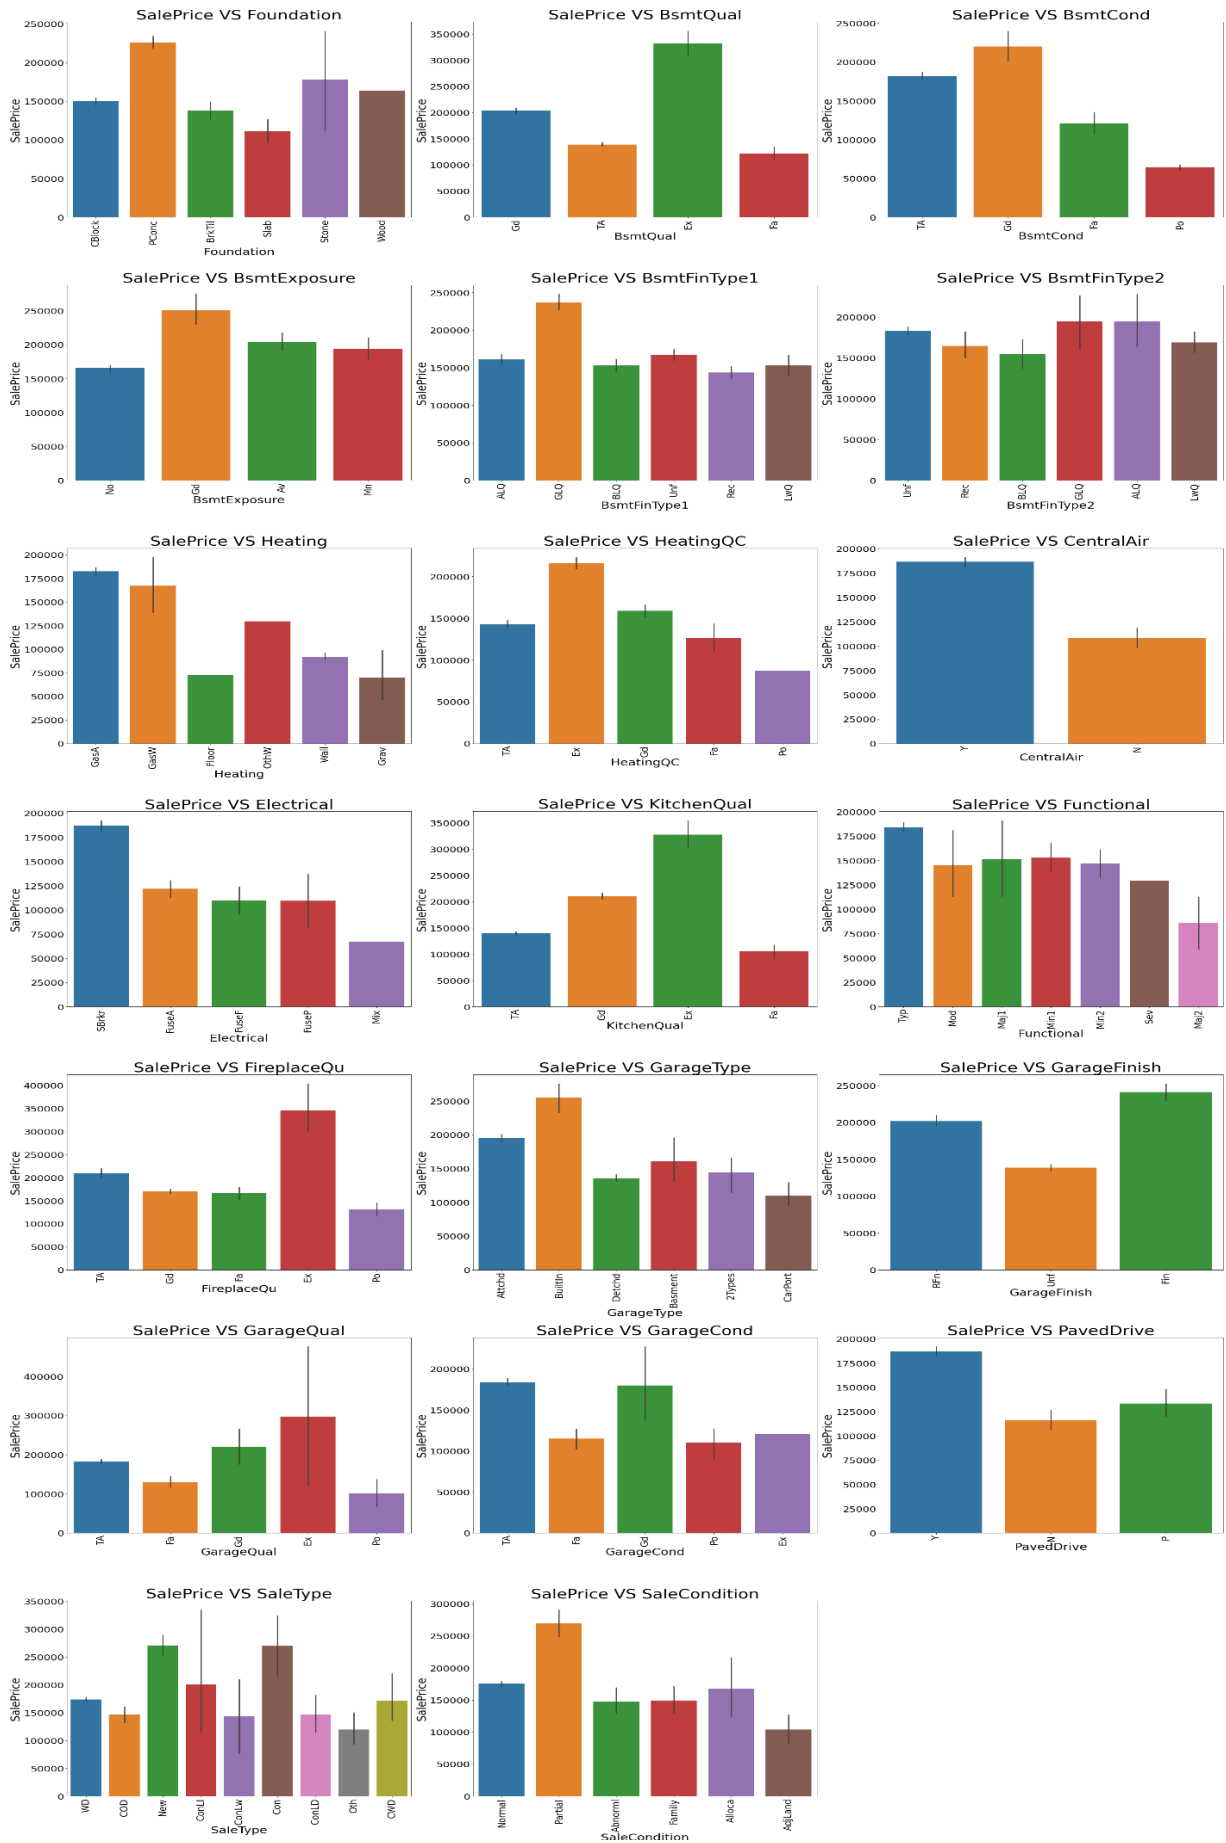 SalePrice VS Foundation
SalePrice
250000
200000
150000
100000
50000
0
CBlock
PConc
BrkTil
Slab
Stone
Wood
Foundation
SalePrice VS BsmtQual
SalePrice
350000
300000
250000
200000
150000
100000
50000
0
Gd
TA
Ex
Fa
BsmtQual
SalePrice VS BsmtCond
SalePrice
250000
200000
150000
100000
50000
0
TA
Gd
Fa
Po
BsmtCond
SalePrice VS BsmtExposure
SalePrice
250000
200000
150000
100000
50000
0
No
Gd
Av
Mn
BsmtExposure
SalePrice VS BsmtFinType1
SalePrice
250000
200000
150000
100000
50000
0
ALQ
GLQ
BLQ
Unf
Rec
LwQ
BsmtFinType1
SalePrice VS BsmtFinType2
SalePrice
200000
150000
100000
50000
0
Unf
Rec
BLQ
GLQ
ALQ
LwQ
BsmtFinType2
SalePrice VS Heating
SalePrice
200000
175000
150000
125000
100000
75000
50000
25000
0
GasA
GasW
Floor
OthW
Wall
Grav
Heating
SalePrice VS HeatingQC
SalePrice
200000
150000
100000
50000
0
TA
Ex
Gd
Fa
Po
HeatingQC
SalePrice VS CentralAir
SalePrice
200000
175000
150000
125000
100000
75000
50000
25000
0
Y
N
CentralAir
SalePrice VS Electrical
SalePrice
200000
175000
150000
125000
100000
75000
50000
25000
0
SBrkr
FuseA
FuseF
FuseP
Mix
Electrical
SalePrice VS KitchenQual
SalePrice
350000
300000
250000
200000
150000
100000
50000
0
TA
Gd
Ex
Fa
KitchenQual
SalePrice VS Functional
SalePrice
200000
175000
150000
125000
100000
75000
50000
25000
0
Typ
Mod
Maj1
Min1
Min2
Sev
Maj2
Functional
SalePrice VS FireplaceQu
SalePrice
400000
350000
300000
250000
200000
150000
100000
50000
0
TA
Gd
Fa
Ex
Po
FireplaceQu
SalePrice VS GarageType
SalePrice
250000
200000
150000
100000
50000
0
Attchd
BuiltIn
Detchd
Basment
2Types
CarPort
GarageType
SalePrice VS GarageFinish
SalePrice
250000
200000
150000
100000
50000
0
RFn
Unf
Fin
GarageFinish
SalePrice VS GarageQual
SalePrice
400000
300000
200000
100000
0
TA
Fa
Gd
Ex
Po
GarageQual
SalePrice VS GarageCond
SalePrice
200000
150000
100000
50000
0
TA
Fa
Gd
Po
Ex
GarageCond
SalePrice VS PavedDrive
SalePrice
200000
175000
150000
125000
100000
75000
50000
25000
0
Y
N
P
PavedDrive
SalePrice VS SaleType
SalePrice
350000
300000
250000
200000
150000
100000
50000
0
WD
COD
New
ConLI
ConLw
Con
ConLD
Oth
CWD
SaleType
SalePrice VS SaleCondition
SalePrice
300000
250000
200000
150000
100000
50000
0
Normal
Partial
Abnorml
Family
Alloca
AdjLand
SaleCondition